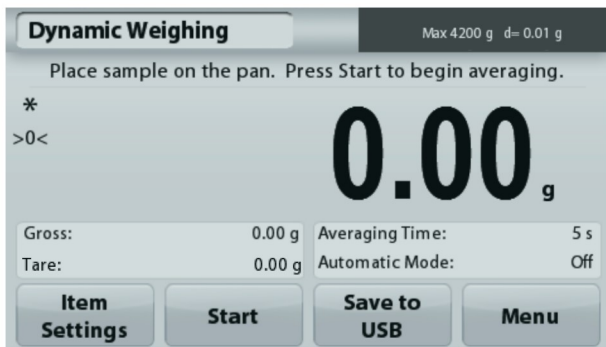 Dynamic Weighing
Max 4200 g d= 0.01 g
Place sample on the pan. Press Start to begin averaging.
*
>0<
0.00 g
Gross: 0.00 g
Tare: 0.00 g
Averaging Time: 5 s
Automatic Mode: Off
Item
Settings
Start
Save to
USB
Menu